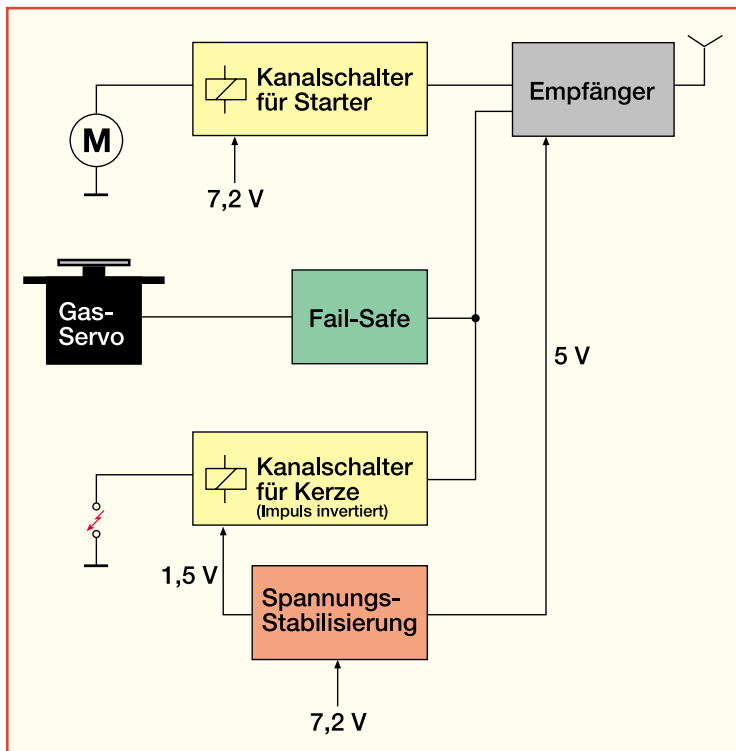 Kanalschalter
für Starter
Empfänger
M
7,2 V
Gas-
Servo
Fail-Safe
5 V
Kanalschalter
für Kerze
(Impuls invertiert)
1,5 V
Spannungs-
Stabilisierung
7,2 V